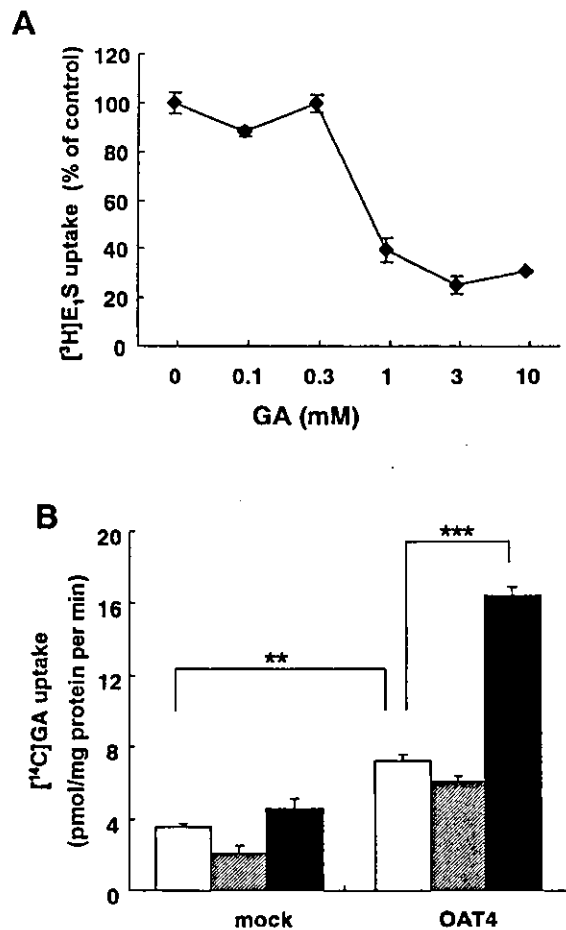 A
[³H]E₁S uptake (% of control)
120
100
80
60
40
20
0
0 0.1 0.3 1 3 10
GA (mM)
B
[¹⁴C]GA uptake
(pmol/mg protein per min)
20
16
12
8
4
0
**
***
mock OAT4